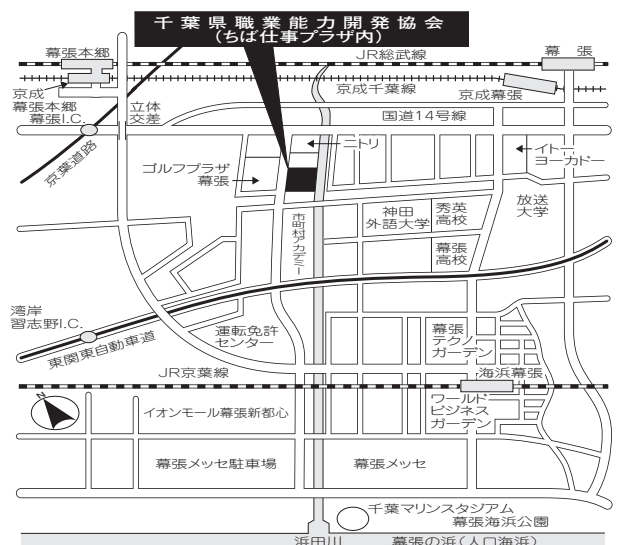 千葉県職業能力開発協会
(ちば仕事プラザ内)
幕張本郷
JR総武線
幕 張
京成千葉線
京成幕張
京成
幕張本郷
幕張I.C.
立体
交差
国道14号線
京葉道路
ゴルフプラザ
幕張
ニトリ
イトー
ヨーカドー
市町村アカデミー
神田
外語大学
秀英
高校
放送
大学
幕張
高校
湾岸
習志野I.C.
東関東自動車道
運転免許
センター
幕張
テクノ
ガーデン
JR京葉線
海浜幕張
N
イオンモール幕張新都心
ワールド
ビジネス
ガーデン
幕張メッセ駐車場
幕張メッセ
千葉マリンスタジアム
幕張海浜公園
浜田川
幕張の浜(人口海浜)